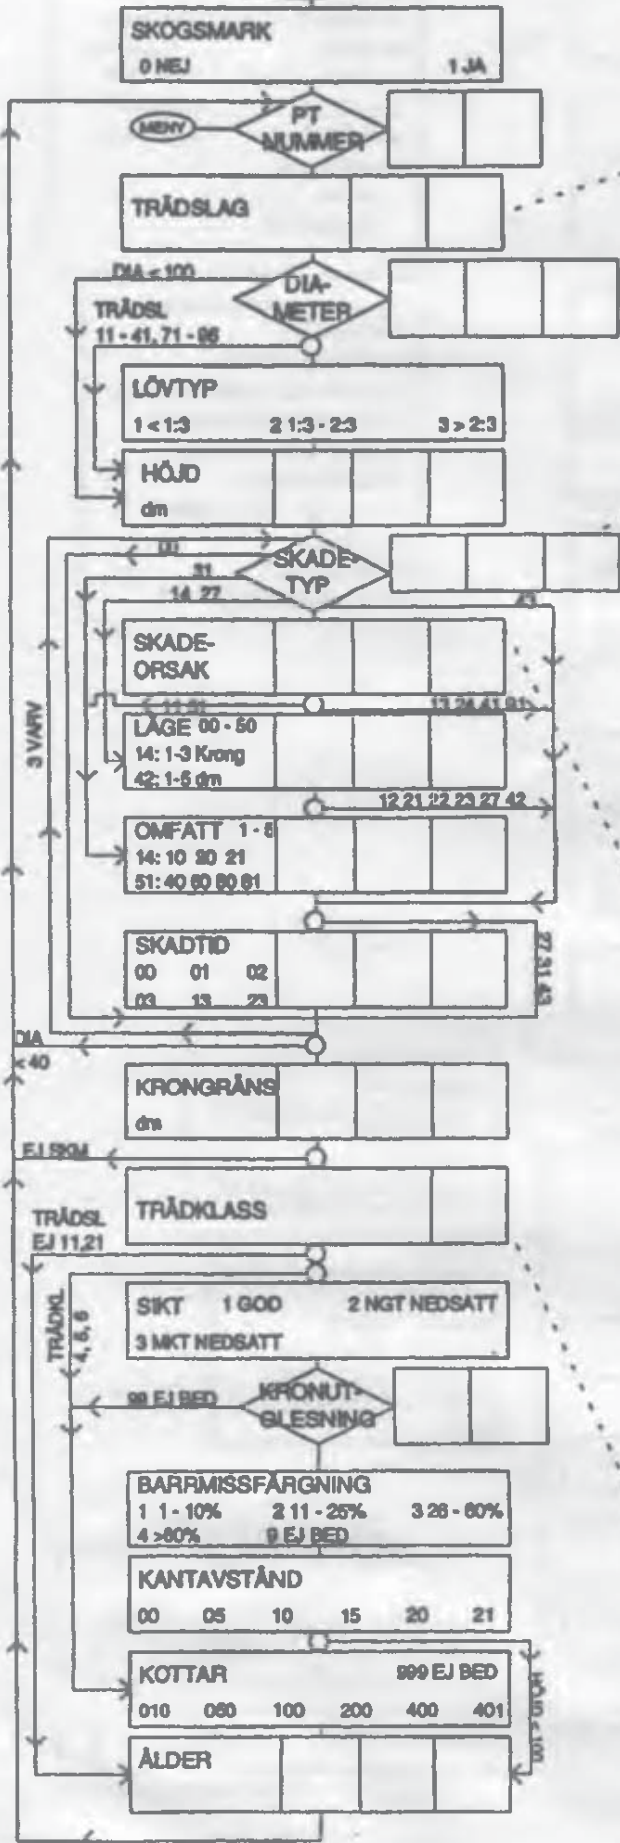 SKOGSMARK
0 NEJ 1 JA
MENY
PT
NUMMER
TRÄDSLAG
DIA < 100
DIA-
METER
TRÄDSL
11 - 41, 71 - 96
LÖVTYP
1 < 1:3 2 1:3 - 2:3 3 > 2:3
HÖJD
dm
00
31
14 27
SKADE-
TYP
43
SKADE-
ORSAK
11 51
13 24 41 91
LÄGE 00 - 50
14: 1-3 Krong
42: 1-5 dm
3 VARV
12 21 22 23 27 42
OMFATT 1 - 8
14: 10 20 21
51: 40 60 80 81
SKADTID
00 01 02
03 13 23
27 31 43
DIA
< 40
KRONGRÄNS
dm
EJ SKM
TRÄDKLASS
TRÄDSL
EJ 11,21
TRÄDKL
4, 5, 6
SIKT 1 GOD 2 NGT NEDSATT
3 MKT NEDSATT
99 EJ BED
KRONUT-
GLESNING
BARRMISSFÄRGNING
1 1 - 10% 2 11 - 25% 3 26 - 60%
4 >60% 9 EJ BED
KANTAVSTÅND
00 05 10 15 20 21
KOTTAR 999 EJ BED
010 060 100 200 400 401
HÖJD < 100
ÅLDER